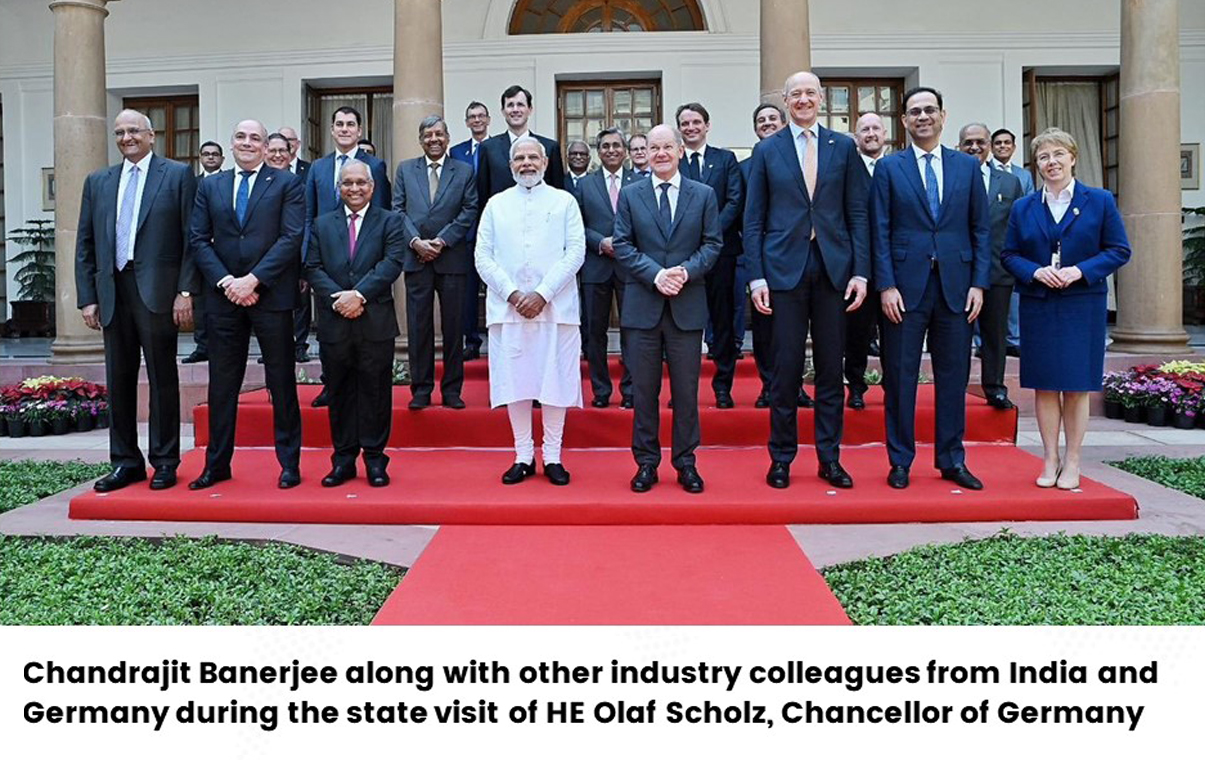 Chandrajit Banerjee along with other industry colleagues from India and
Germany during the state visit of HE Olaf Scholz, Chancellor of Germany